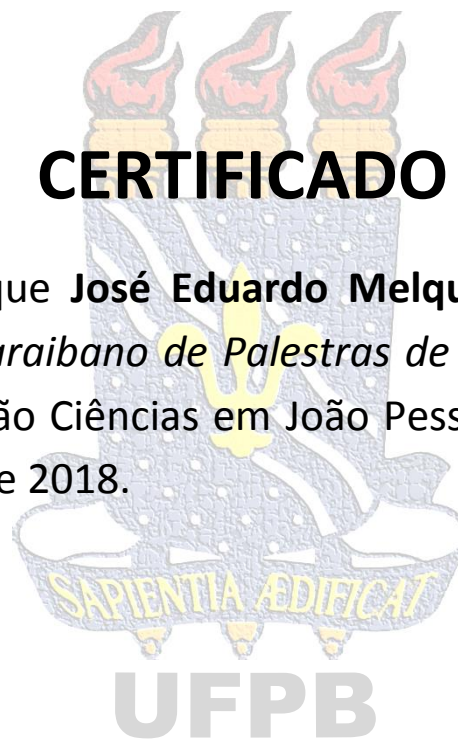 CERTIFICADO
que José Eduardo Melqu
araibano de Palestras de
ão Ciências em João Pess
e 2018.
SAPIENTIA ÆDIFICAT
UFPB